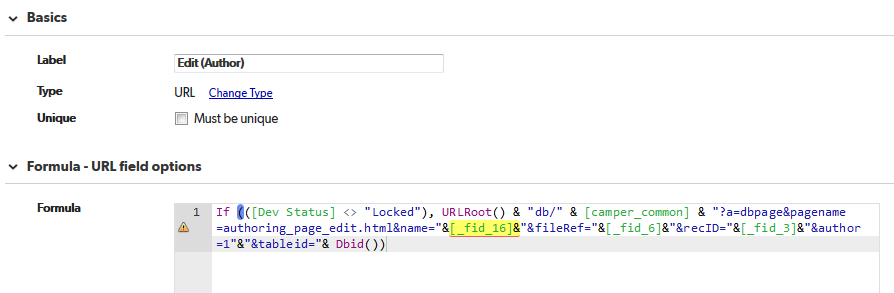 Basics
Label Edit (Author)
Type URL Change Type
Unique Must be unique
Formula - URL field options
Formula 1 If (([Dev Status] <> "Locked"), URLRoot() & "db/" & [camper_common] & "?a=dbpage&pagename
=authoring_page_edit.html&name="&[_fid_16]&"&fileRef="&[_fid_6]&"&recID="&[_fid_3]&"&author
=1"&"&tableid="& Dbid())